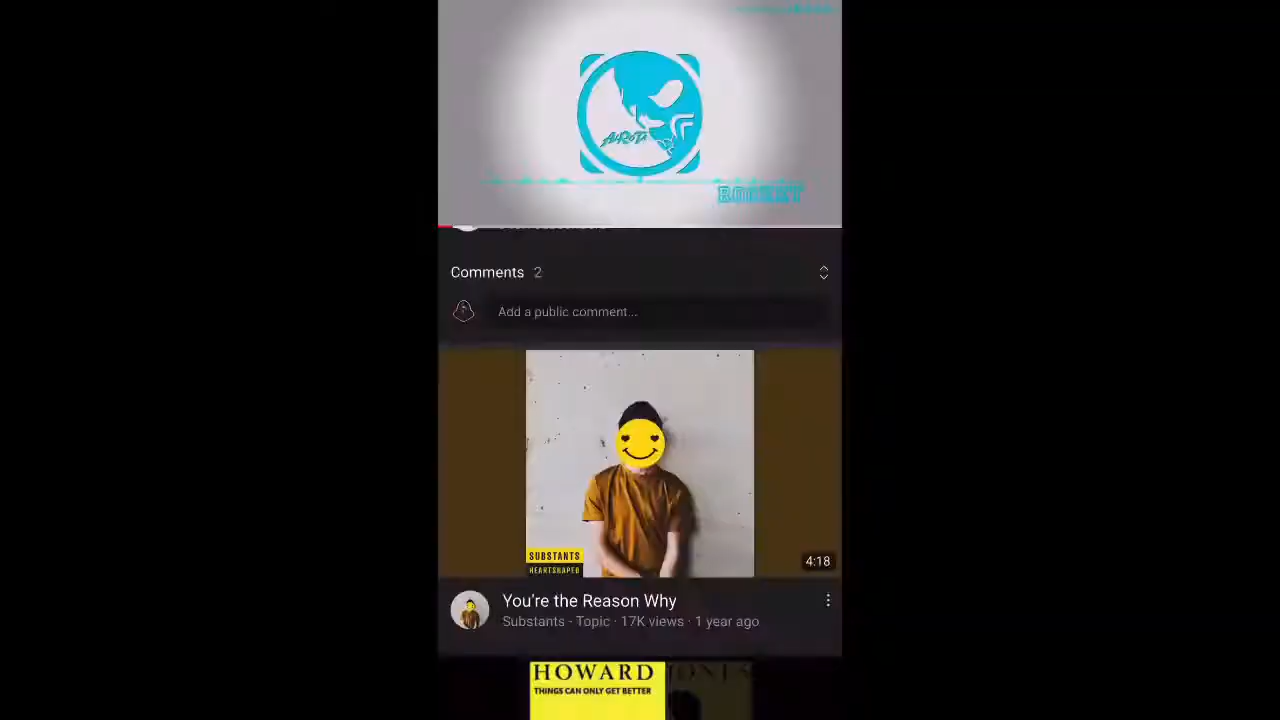 Comments 2
Add a public comment...
SUBSTANTS
HEARTSHAPED
4:18
You're the Reason Why
Substants - Topic · 17K views · 1 year ago
HOWARD JONES
THINGS CAN ONLY GET BETTER